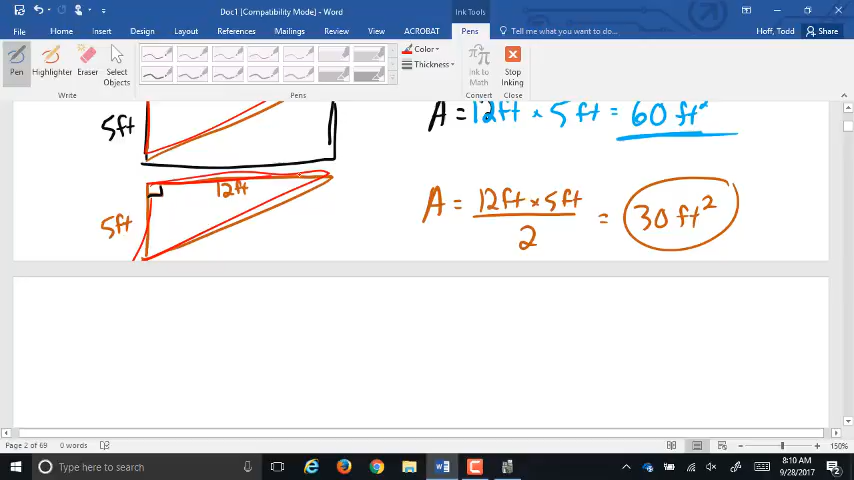 Doc1 [Compatibility Mode] - Word
Ink Tools
Hoff, Todd
File Home Insert Design Layout References Mailings Review View ACROBAT Pens Tell me what you want to do... Share
Pen Highlighter Eraser Select Objects
Color
Thickness
Ink to Math
Stop Inking
Write Pens Convert Close
5ft
A = 12ft × 5ft = 60 ft²
12ft
5ft
A = 12ft × 5ft / 2 = 30 ft²
Page 2 of 69 0 words
150%
Type here to search
8:10 AM
9/28/2017
2